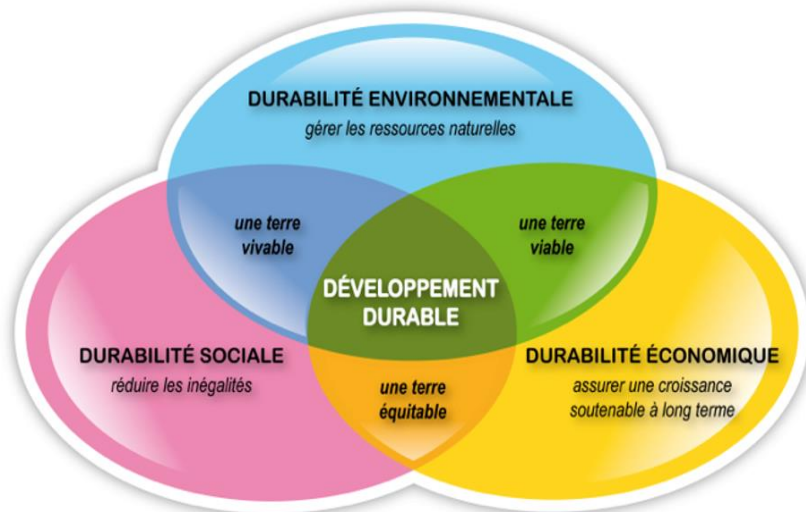 DURABILITÉ ENVIRONNEMENTALE
gérer les ressources naturelles
une terre
vivable
une terre
viable
DÉVELOPPEMENT
DURABLE
DURABILITÉ SOCIALE
réduire les inégalités
DURABILITÉ ÉCONOMIQUE
assurer une croissance
soutenable à long terme
une terre
équitable